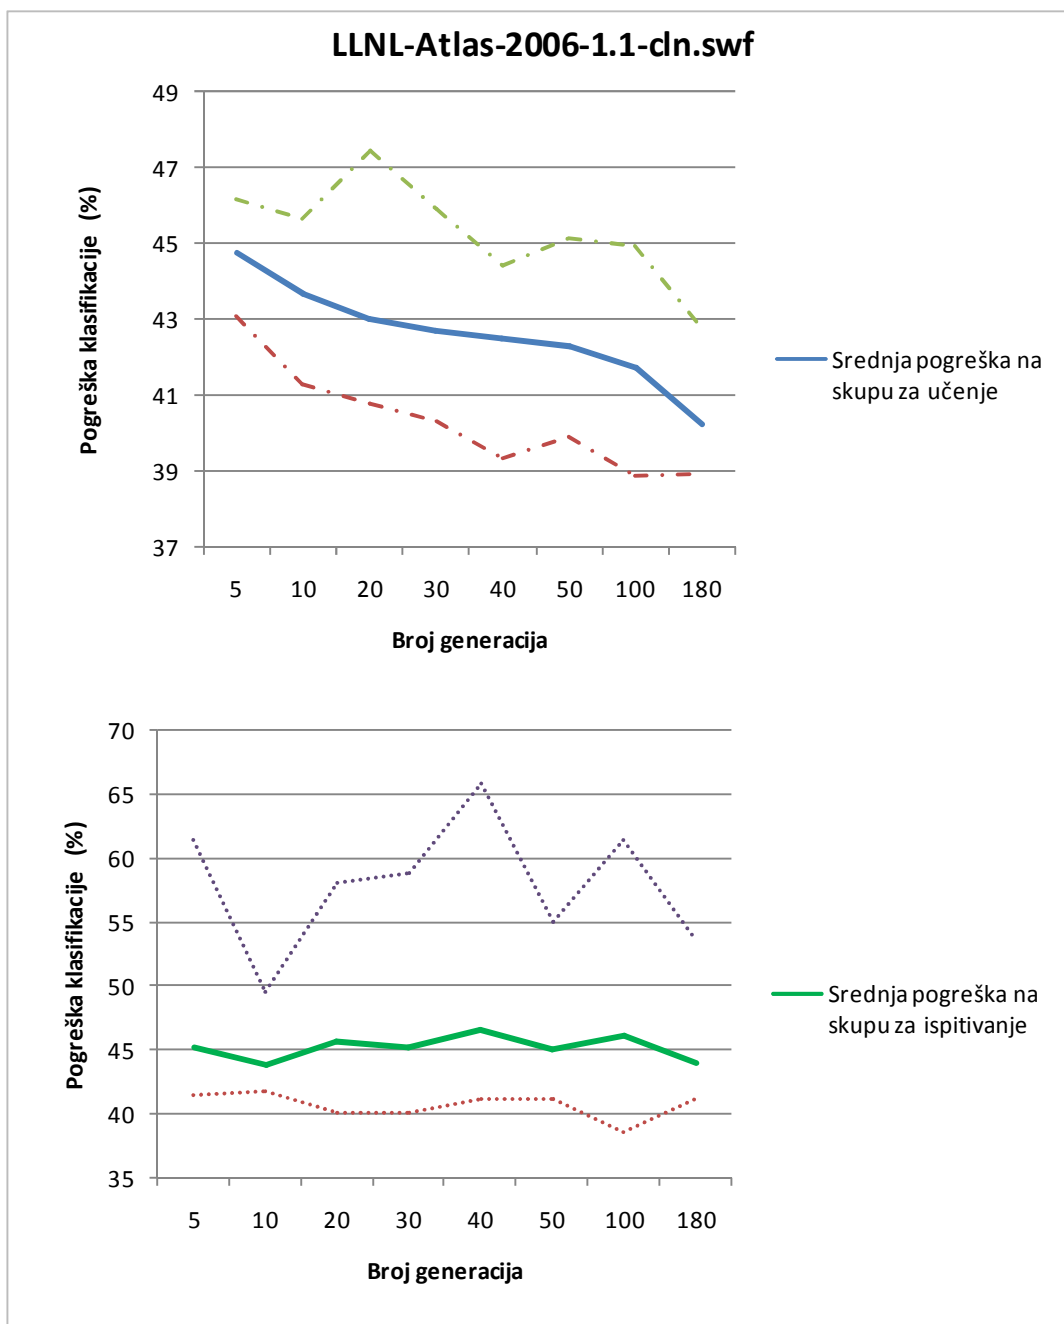 LLNL-Atlas-2006-1.1-cln.swf
49
47
45
43
41
39
37
Pogreška klasifikacije (%)
5 10 20 30 40 50 100 180
Broj generacija
Srednja pogreška na
skupu za učenje
70
65
60
55
50
45
40
35
Pogreška klasifikacije (%)
5 10 20 30 40 50 100 180
Broj generacija
Srednja pogreška na
skupu za ispitivanje